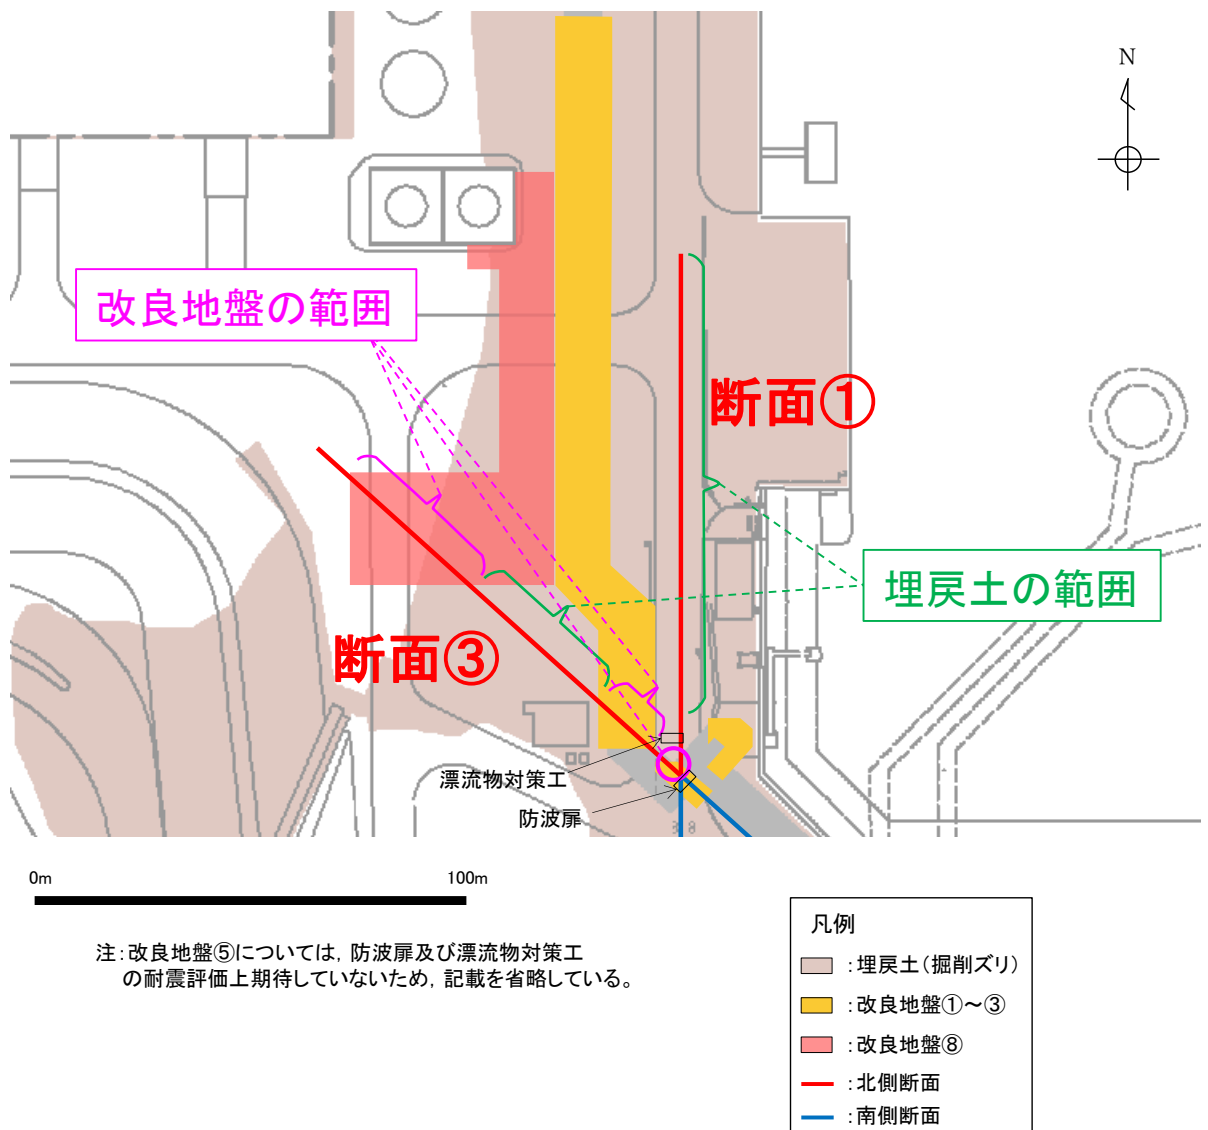 N
改良地盤の範囲
断面①
埋戻土の範囲
断面③
漂流物対策工
防波扉
0m
100m
注：改良地盤⑤については，防波扉及び漂流物対策工
の耐震評価上期待していないため，記載を省略している。
凡例
：埋戻土（掘削ズリ）
：改良地盤①～③
：改良地盤⑧
：北側断面
：南側断面